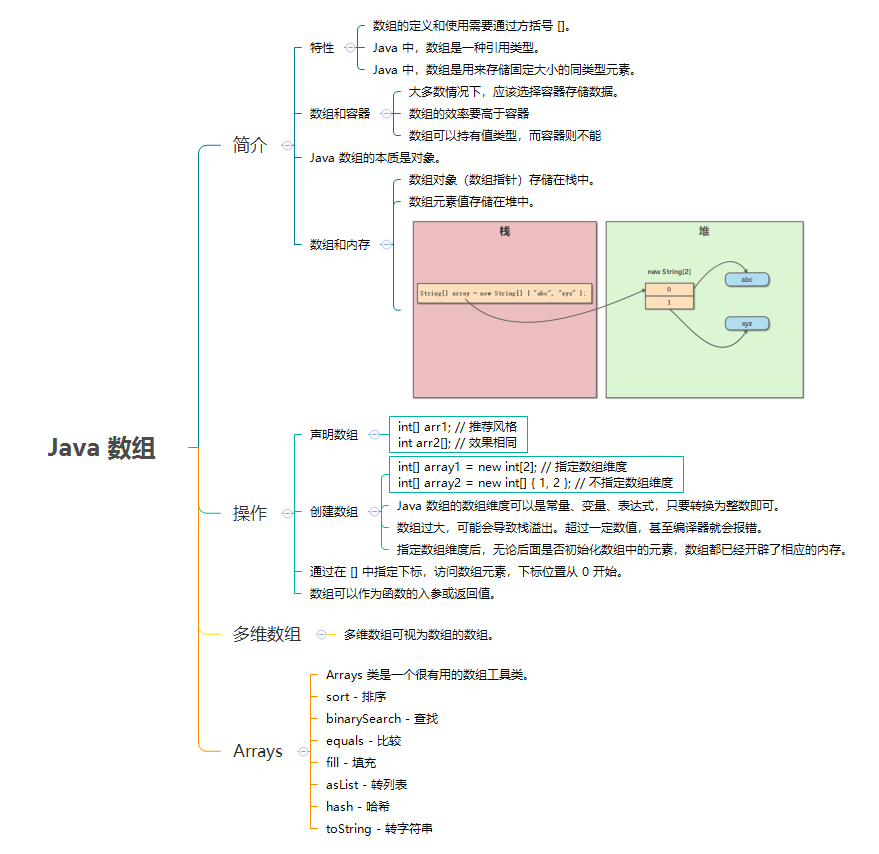 Java 数组
简介
特性
数组的定义和使用需要通过方括号 []。
Java 中，数组是一种引用类型。
Java 中，数组是用来存储固定大小的同类型元素。
数组和容器
大多数情况下，应该选择容器存储数据。
数组的效率要高于容器
数组可以持有值类型，而容器则不能
Java 数组的本质是对象。
数组和内存
数组对象（数组指针）存储在栈中。
数组元素值存储在堆中。
栈
String[] array = new String[] { "abc", "xyz" };
堆
new String[2]
0
1
abc
xyz
操作
声明数组
int[] arr1; // 推荐风格
int arr2[]; // 效果相同
创建数组
int[] array1 = new int[2]; // 指定数组维度
int[] array2 = new int[] { 1, 2 }; // 不指定数组维度
Java 数组的数组维度可以是常量、变量、表达式，只要转换为整数即可。
数组过大，可能会导致栈溢出。超过一定数值，甚至编译器就会报错。
指定数组维度后，无论后面是否初始化数组中的元素，数组都已经开辟了相应的内存。
通过在 [] 中指定下标，访问数组元素，下标位置从 0 开始。
数组可以作为函数的入参或返回值。
多维数组
多维数组可视为数组的数组。
Arrays
Arrays 类是一个很有用的数组工具类。
sort - 排序
binarySearch - 查找
equals - 比较
fill - 填充
asList - 转列表
hash - 哈希
toString - 转字符串